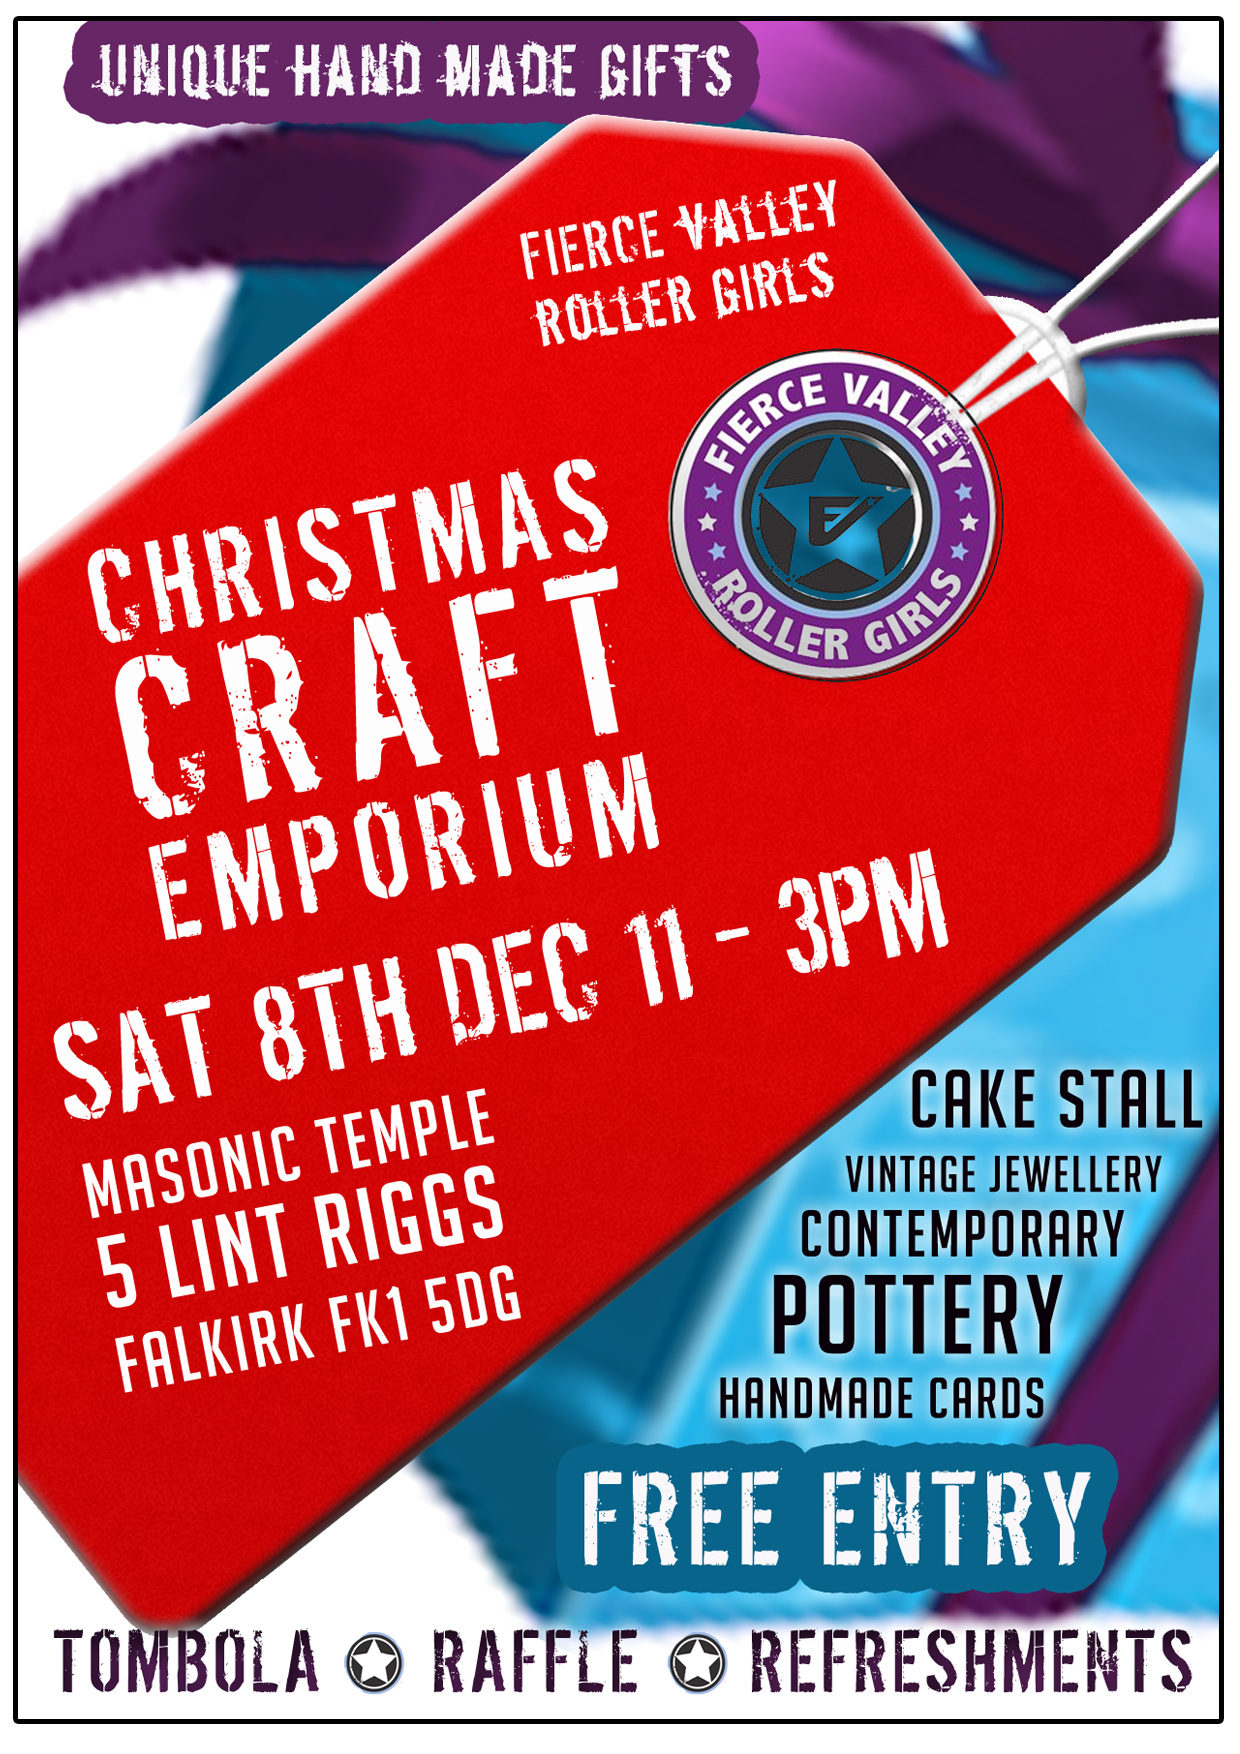 UNIQUE HAND MADE GIFTS
FIERCE VALLEY
ROLLER GIRLS
FIERCE VALLEY
FV
ROLLER GIRLS
CHRISTMAS
CRAFT
EMPORIUM
SAT 8TH DEC 11 - 3PM
MASONIC TEMPLE
5 LINT RIGGS
FALKIRK FK1 5DG
CAKE STALL
VINTAGE JEWELLERY
CONTEMPORARY
POTTERY
HANDMADE CARDS
FREE ENTRY
TOMBOLA RAFFLE REFRESHMENTS